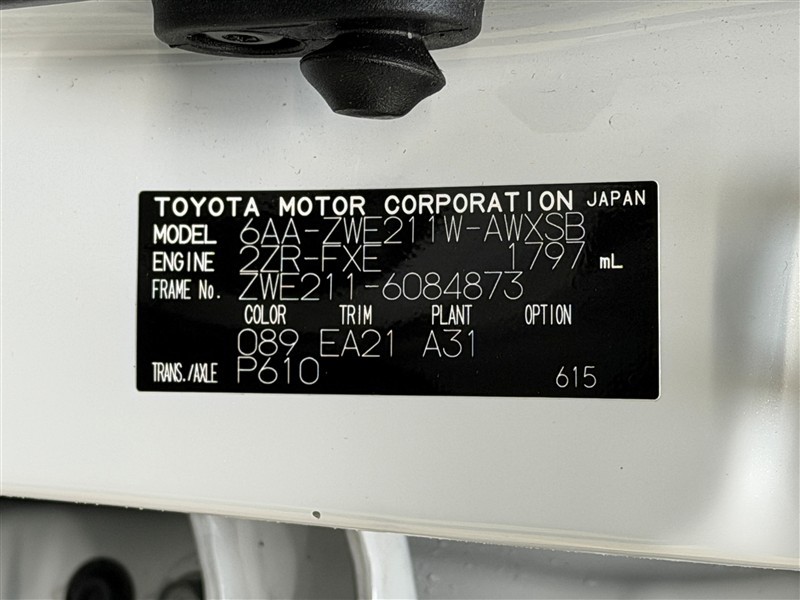 TOYOTA MOTOR CORPORATION JAPAN
MODEL 6AA-ZWE211W-AWXSB
ENGINE 2ZR-FXE 1797 mL
FRAME No. ZWE211-6084873
COLOR TRIM PLANT OPTION
089 EA21 A31
TRANS./AXLE P610 615